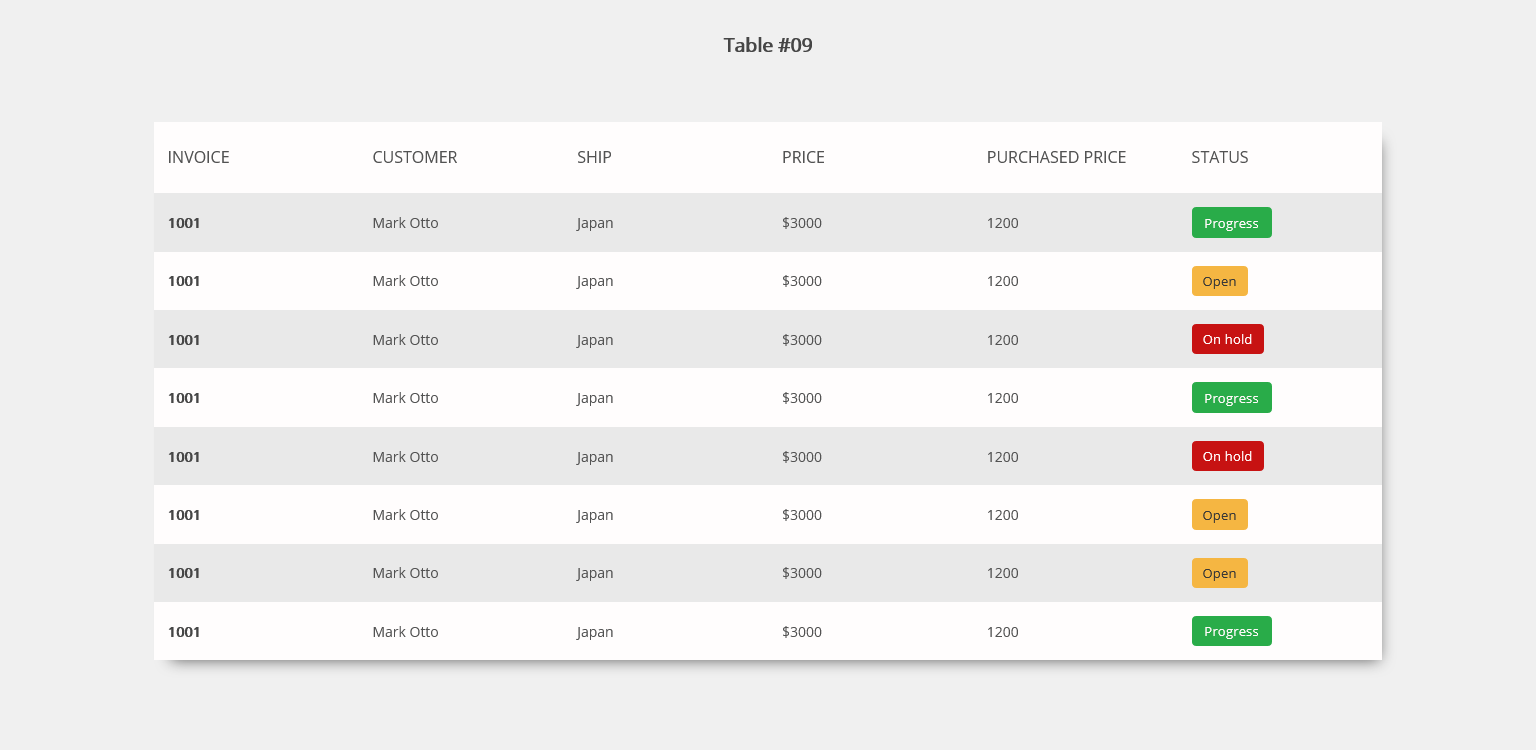 Table #09
INVOICE CUSTOMER SHIP PRICE PURCHASED PRICE STATUS
1001 Mark Otto Japan $3000 1200 Progress
1001 Mark Otto Japan $3000 1200 Open
1001 Mark Otto Japan $3000 1200 On hold
1001 Mark Otto Japan $3000 1200 Progress
1001 Mark Otto Japan $3000 1200 On hold
1001 Mark Otto Japan $3000 1200 Open
1001 Mark Otto Japan $3000 1200 Open
1001 Mark Otto Japan $3000 1200 Progress